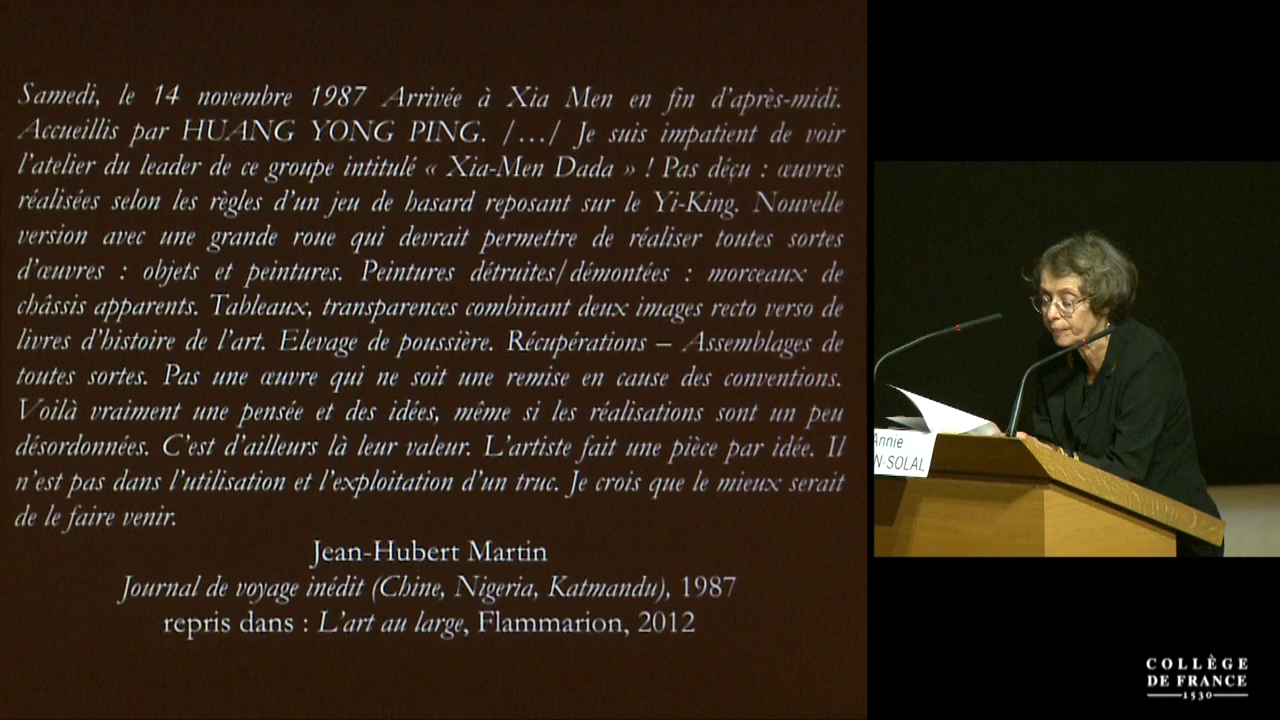 Samedi, le 14 novembre 1987 Arrivée à Xia Men en fin d'après-midi.
Accueillis par HUANG YONG PING. /…/ Je suis impatient de voir
l'atelier du leader de ce groupe intitulé « Xia-Men Dada » ! Pas déçu : œuvres
réalisées selon les règles d'un jeu de hasard reposant sur le Yi-King. Nouvelle
version avec une grande roue qui devrait permettre de réaliser toutes sortes
d'œuvres : objets et peintures. Peintures détruites/démontées : morceaux de
châssis apparents. Tableaux, transparences combinant deux images recto verso de
livres d'histoire de l'art. Elevage de poussière. Récupérations – Assemblages de
toutes sortes. Pas une œuvre qui ne soit une remise en cause des conventions.
Voilà vraiment une pensée et des idées, même si les réalisations sont un peu
désordonnées. C'est d'ailleurs là leur valeur. L'artiste fait une pièce par idée. Il
n'est pas dans l'utilisation et l'exploitation d'un truc. Je crois que le mieux serait
de le faire venir.
Jean-Hubert Martin
Journal de voyage inédit (Chine, Nigeria, Katmandu), 1987
repris dans : L'art au large, Flammarion, 2012
Annie
N-SOLAL
COLLÈGE
DE FRANCE
1530